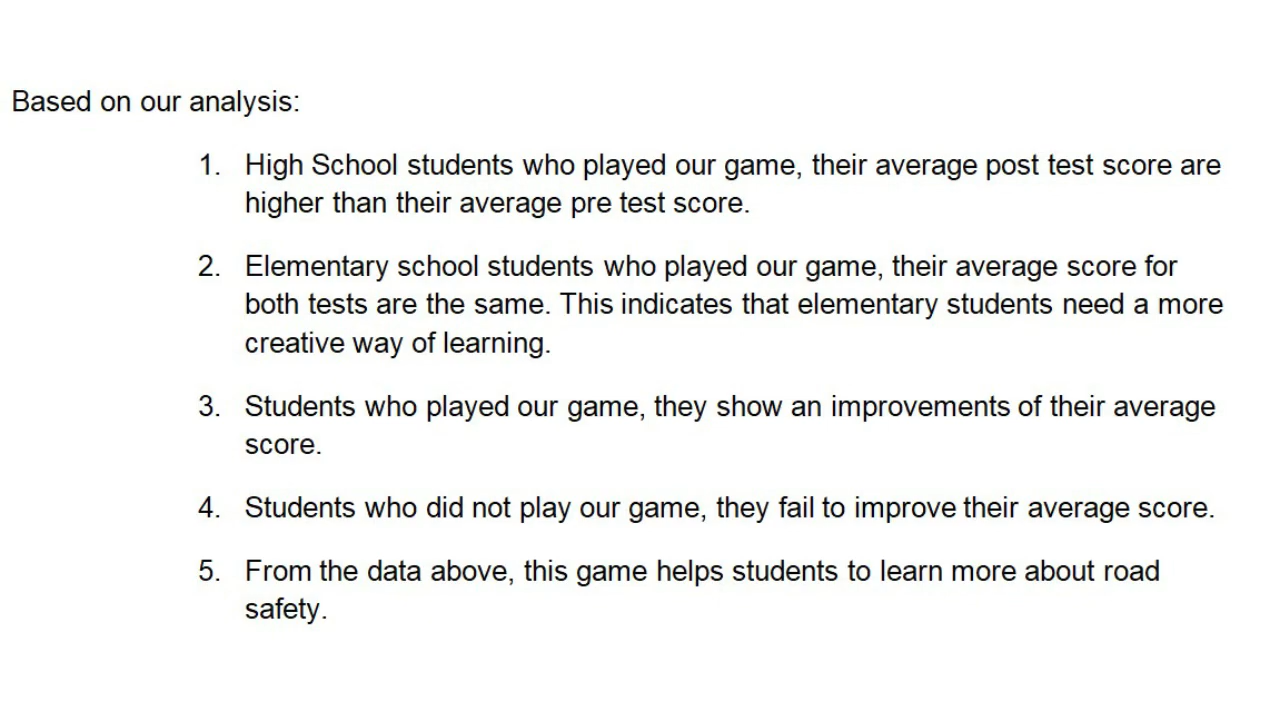 Based on our analysis:
1. High School students who played our game, their average post test score are
higher than their average pre test score.
2. Elementary school students who played our game, their average score for
both tests are the same. This indicates that elementary students need a more
creative way of learning.
3. Students who played our game, they show an improvements of their average
score.
4. Students who did not play our game, they fail to improve their average score.
5. From the data above, this game helps students to learn more about road
safety.